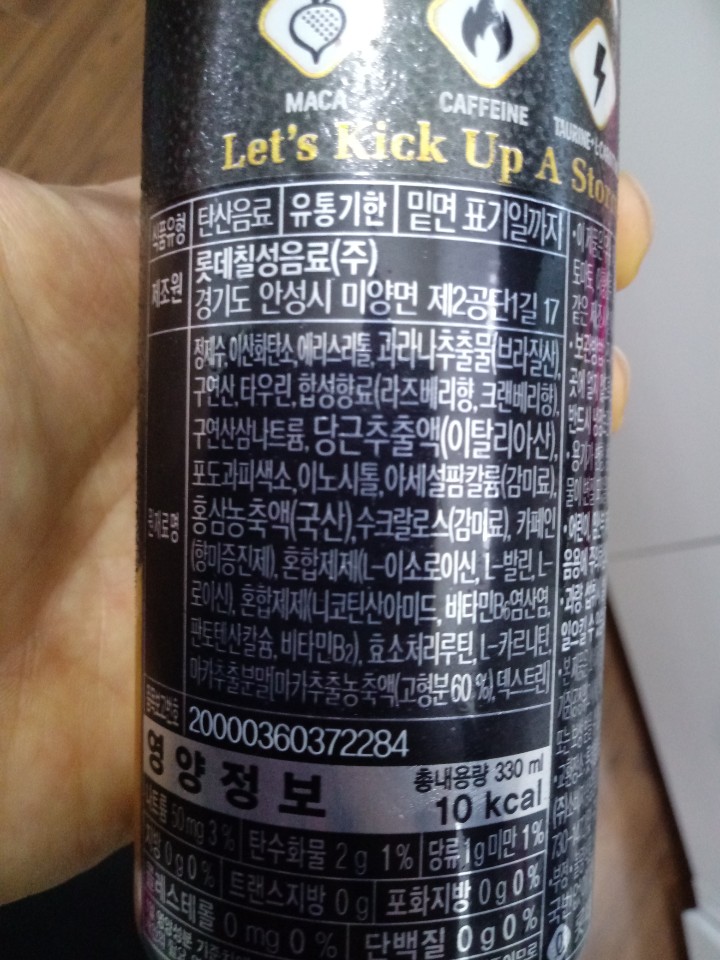 MACA
CAFFEINE
Let's Kick Up A
식품유형 탄산음료 유통기한 밑면 표기일까지
제조원 롯데칠성음료(주)
경기도 안성시 미양면 제2공단1길 17
원재료명
정제수, 이산화탄소, 에리스리톨, 과라나추출물(브라질산),
구연산, 타우린, 합성향료(라즈베리향, 크랜베리향),
구연산삼나트륨, 당근추출액(이탈리아산),
포도과피색소, 이노시톨, 아세설팜칼륨(감미료),
홍삼농축액(국산), 수크랄로스(감미료), 카페인
(향미증진제), 혼합제제(L-이소로이신, L-발린, L-
로이신), 혼합제제(니코틴산아미드, 비타민B₆염산염,
판토텐산칼슘, 비타민B₂), 효소처리루틴, L-카르니틴,
마카추출분말[마카추출농축액(고형분 60 %), 덱스트린]
품목보고번호 20000360372284
영양정보 총내용량 330 ml
10 kcal
나트륨 50mg 3% 탄수화물 2 g 1% 당류 1g미만 1%
지방 0g 0% 트랜스지방 0 g 포화지방 0g 0%
콜레스테롤 0 mg 0 % 단백질 0g 0%